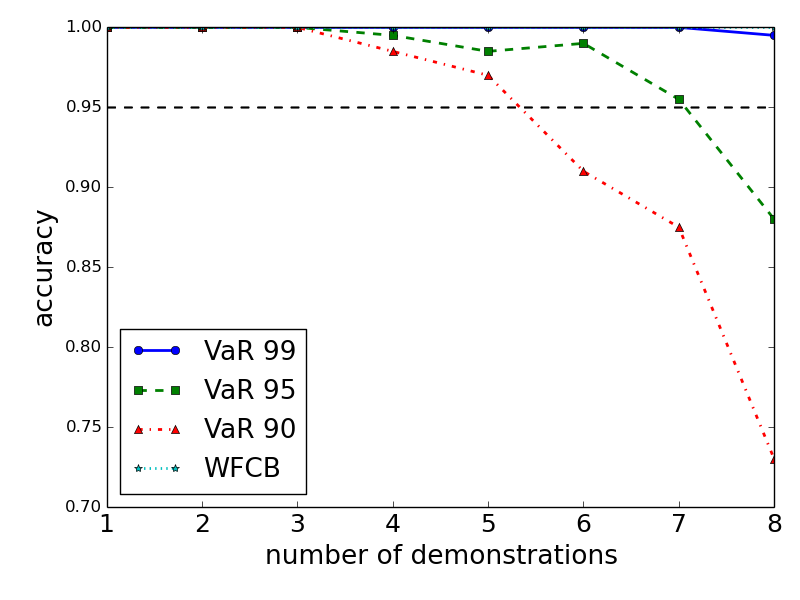 1.00
0.95
0.90
0.85
0.80
0.75
0.70
accuracy
VaR 99
VaR 95
VaR 90
WFCB
1 2 3 4 5 6 7 8
number of demonstrations